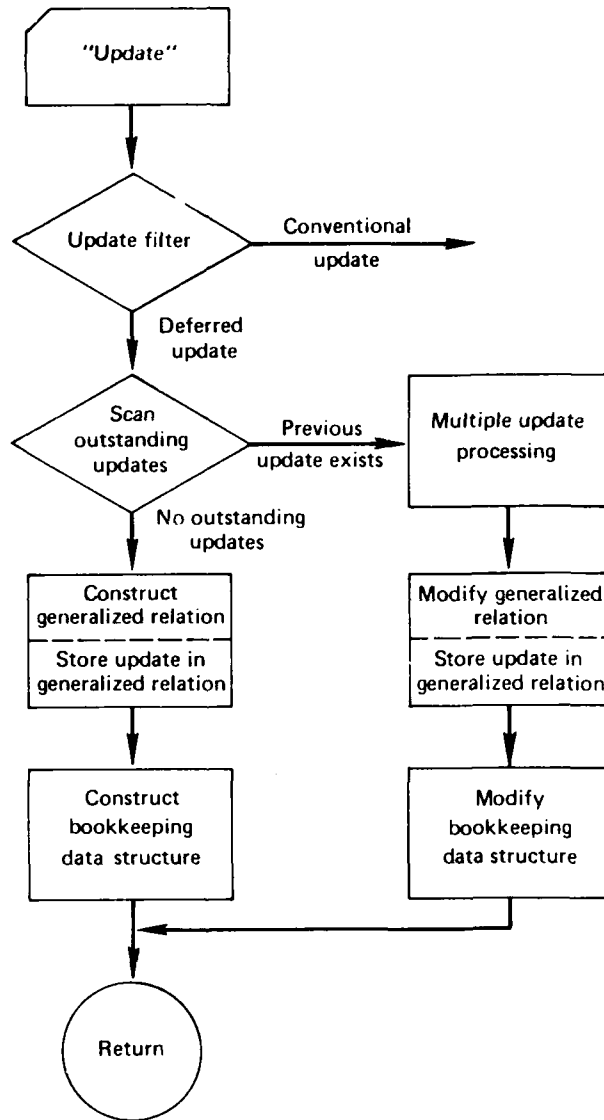 "Update"
Update filter
Conventional
update
Deferred
update
Scan
outstanding
updates
Previous
update exists
Multiple update
processing
No outstanding
updates
Construct
generalized relation
Store update in
generalized relation
Modify generalized
relation
Store update in
generalized relation
Construct
bookkeeping
data structure
Modify
bookkeeping
data structure
Return